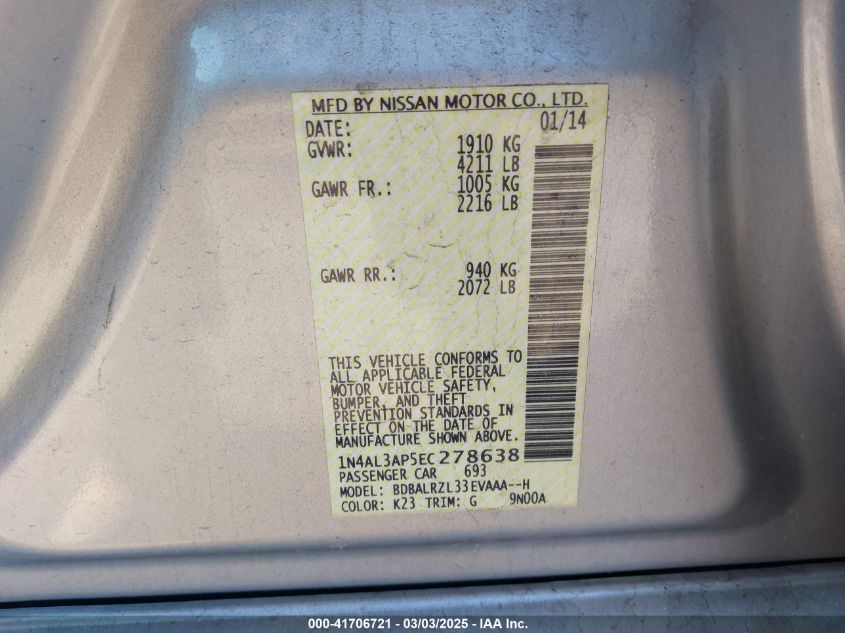 MFD BY NISSAN MOTOR CO., LTD.
DATE: 01/14
GVWR: 1910 KG
4211 LB
GAWR FR.: 1005 KG
2216 LB
GAWR RR.: 940 KG
2072 LB
THIS VEHICLE CONFORMS TO
ALL APPLICABLE FEDERAL
MOTOR VEHICLE SAFETY,
BUMPER, AND THEFT
PREVENTION STANDARDS IN
EFFECT ON THE DATE OF
MANUFACTURE SHOWN ABOVE.
1N4AL3AP5EC278638
PASSENGER CAR 693
MODEL: BDBALRZL33EVAAA--H
COLOR: K23 TRIM: G 9N00A
000-41706721 — 03/03/2025 — IAA Inc.